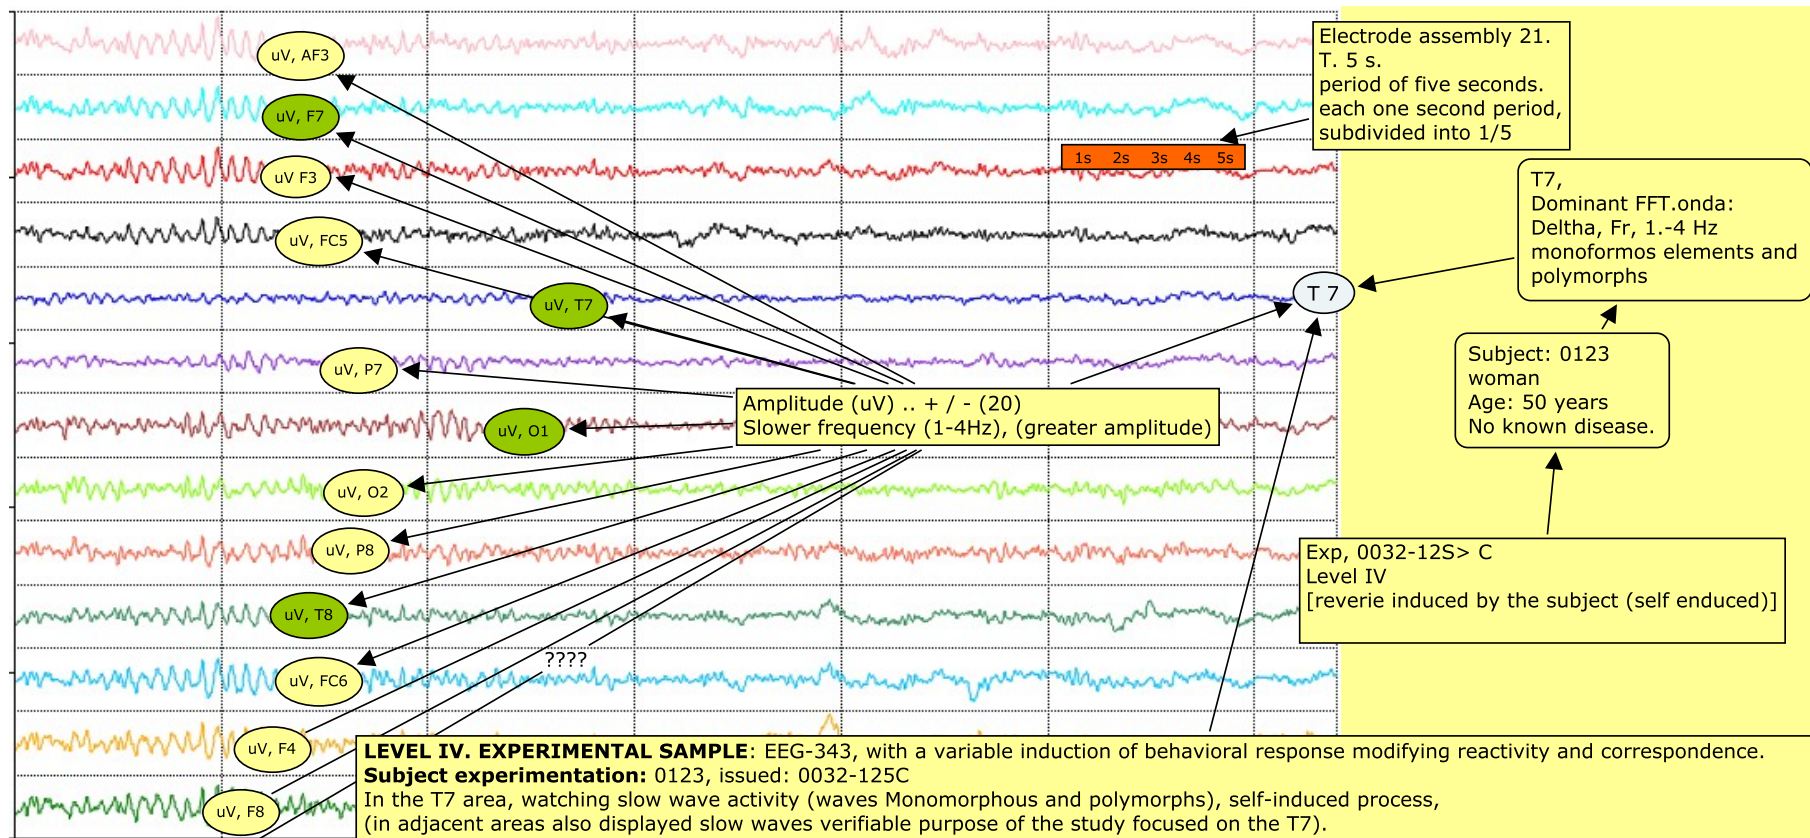 uV, AF3
uV, F7
uV F3
uV, FC5
uV, T7
uV, P7
uV, O1
uV, O2
uV, P8
uV, T8
uV, FC6
uV, F4
uV, F8
Electrode assembly 21.
T. 5 s.
period of five seconds.
each one second period,
subdivided into 1/5
1s 2s 3s 4s 5s
T7,
Dominant FFT.onda:
Deltha, Fr, 1.-4 Hz
monoformos elements and
polymorphs
T 7
Subject: 0123
woman
Age: 50 years
No known disease.
Amplitude (uV) .. + / - (20)
Slower frequency (1-4Hz), (greater amplitude)
Exp, 0032-12S> C
Level IV
[reverie induced by the subject (self enduced)]
????
LEVEL IV. EXPERIMENTAL SAMPLE: EEG-343, with a variable induction of behavioral response modifying reactivity and correspondence.
Subject experimentation: 0123, issued: 0032-125C
In the T7 area, watching slow wave activity (waves Monomorphous and polymorphs), self-induced process,
(in adjacent areas also displayed slow waves verifiable purpose of the study focused on the T7).